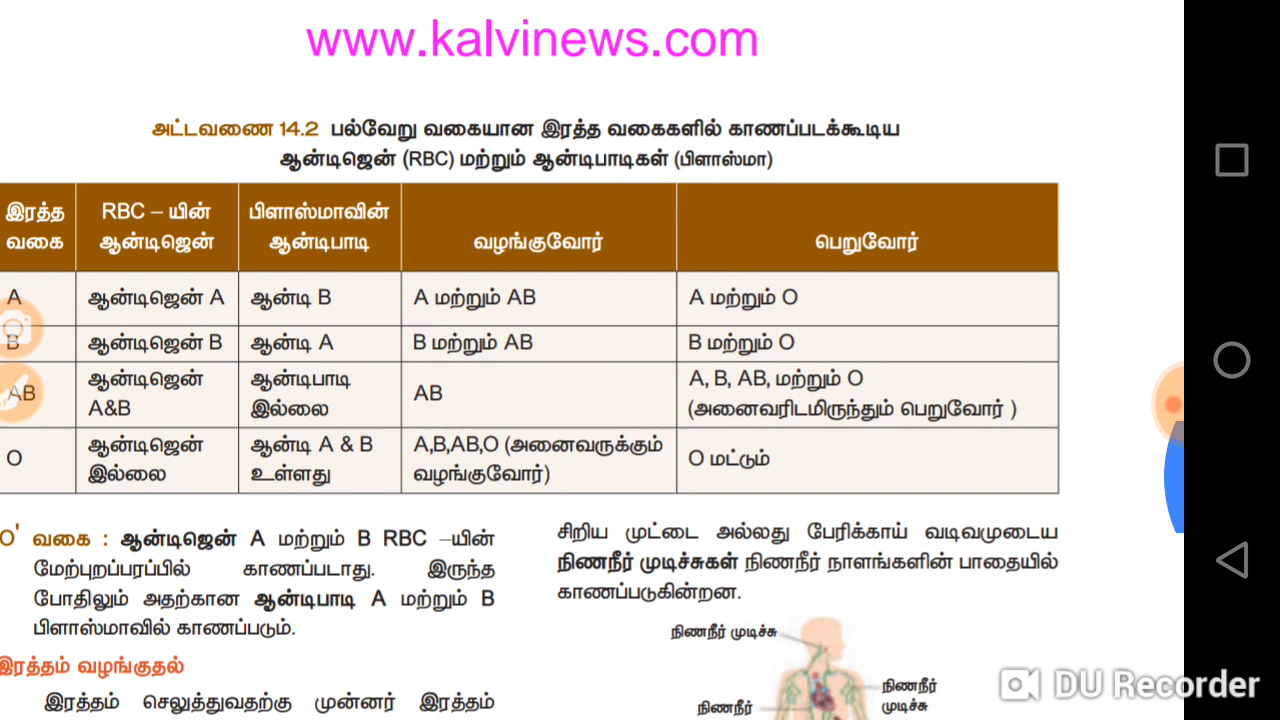 www.kalvinews.com
அட்டவணை 14.2 பல்வேறு வகையான இரத்த வகைகளில் காணப்படக்கூடிய
ஆன்டிஜென் (RBC) மற்றும் ஆன்டிபாடிகள் (பிளாஸ்மா)
இரத்த வகை RBC – யின் ஆன்டிஜென் பிளாஸ்மாவின் ஆன்டிபாடி வழங்குவோர் பெறுவோர்
A ஆன்டிஜென் A ஆன்டி B A மற்றும் AB A மற்றும் O
B ஆன்டிஜென் B ஆன்டி A B மற்றும் AB B மற்றும் O
AB ஆன்டிஜென் A&B ஆன்டிபாடி இல்லை AB A, B, AB, மற்றும் O (அனைவரிடமிருந்தும் பெறுவோர் )
O ஆன்டிஜென் இல்லை ஆன்டி A & B உள்ளது A,B,AB,O (அனைவருக்கும் வழங்குவோர்) O மட்டும்
O' வகை : ஆன்டிஜென் A மற்றும் B RBC –யின்
மேற்புறப்பரப்பில் காணப்படாது. இருந்த
போதிலும் அதற்கான ஆன்டிபாடி A மற்றும் B
பிளாஸ்மாவில் காணப்படும்.
இரத்தம் வழங்குதல்
இரத்தம் செலுத்துவதற்கு முன்னர் இரத்தம்
சிறிய முட்டை அல்லது பேரிக்காய் வடிவமுடைய
நிணநீர் முடிச்சுகள் நிணநீர் நாளங்களின் பாதையில்
காணப்படுகின்றன.
நிணநீர் முடிச்சு
நிணநீர்
நிணநீர்
முடிச்சு
DU Recorder